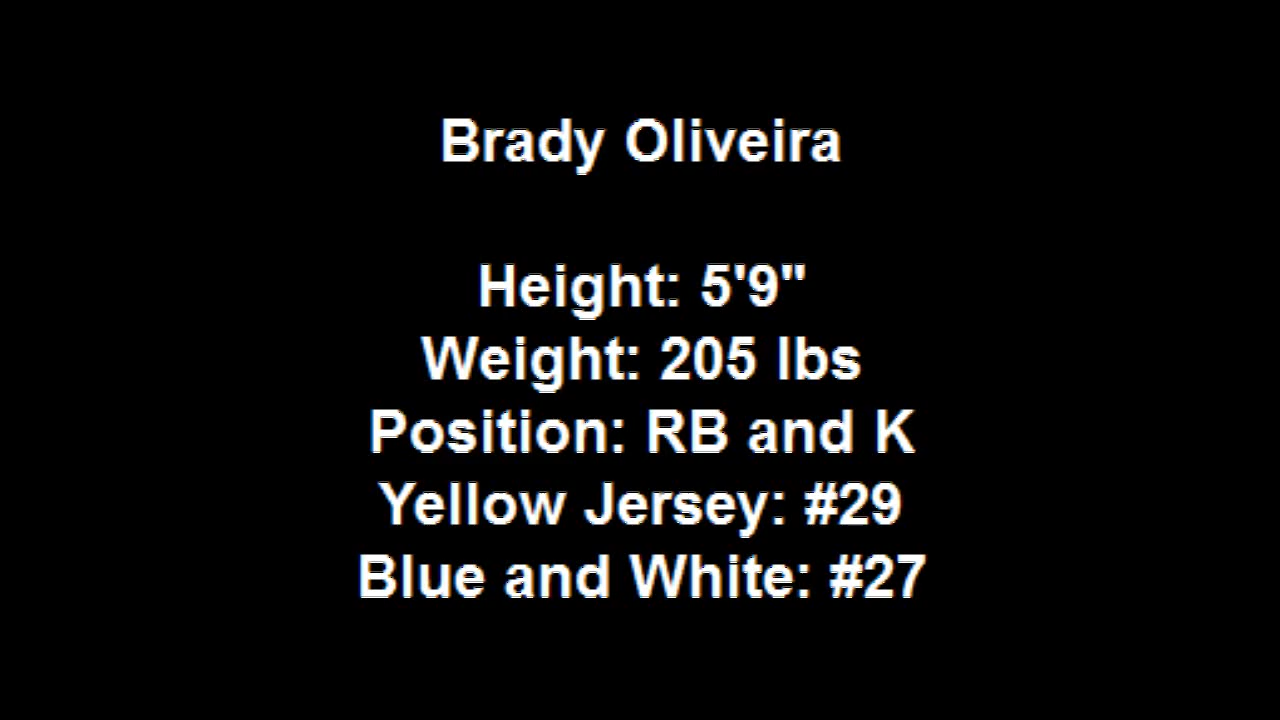 Brady Oliveira
Height: 5'9"
Weight: 205 lbs
Position: RB and K
Yellow Jersey: #29
Blue and White: #27